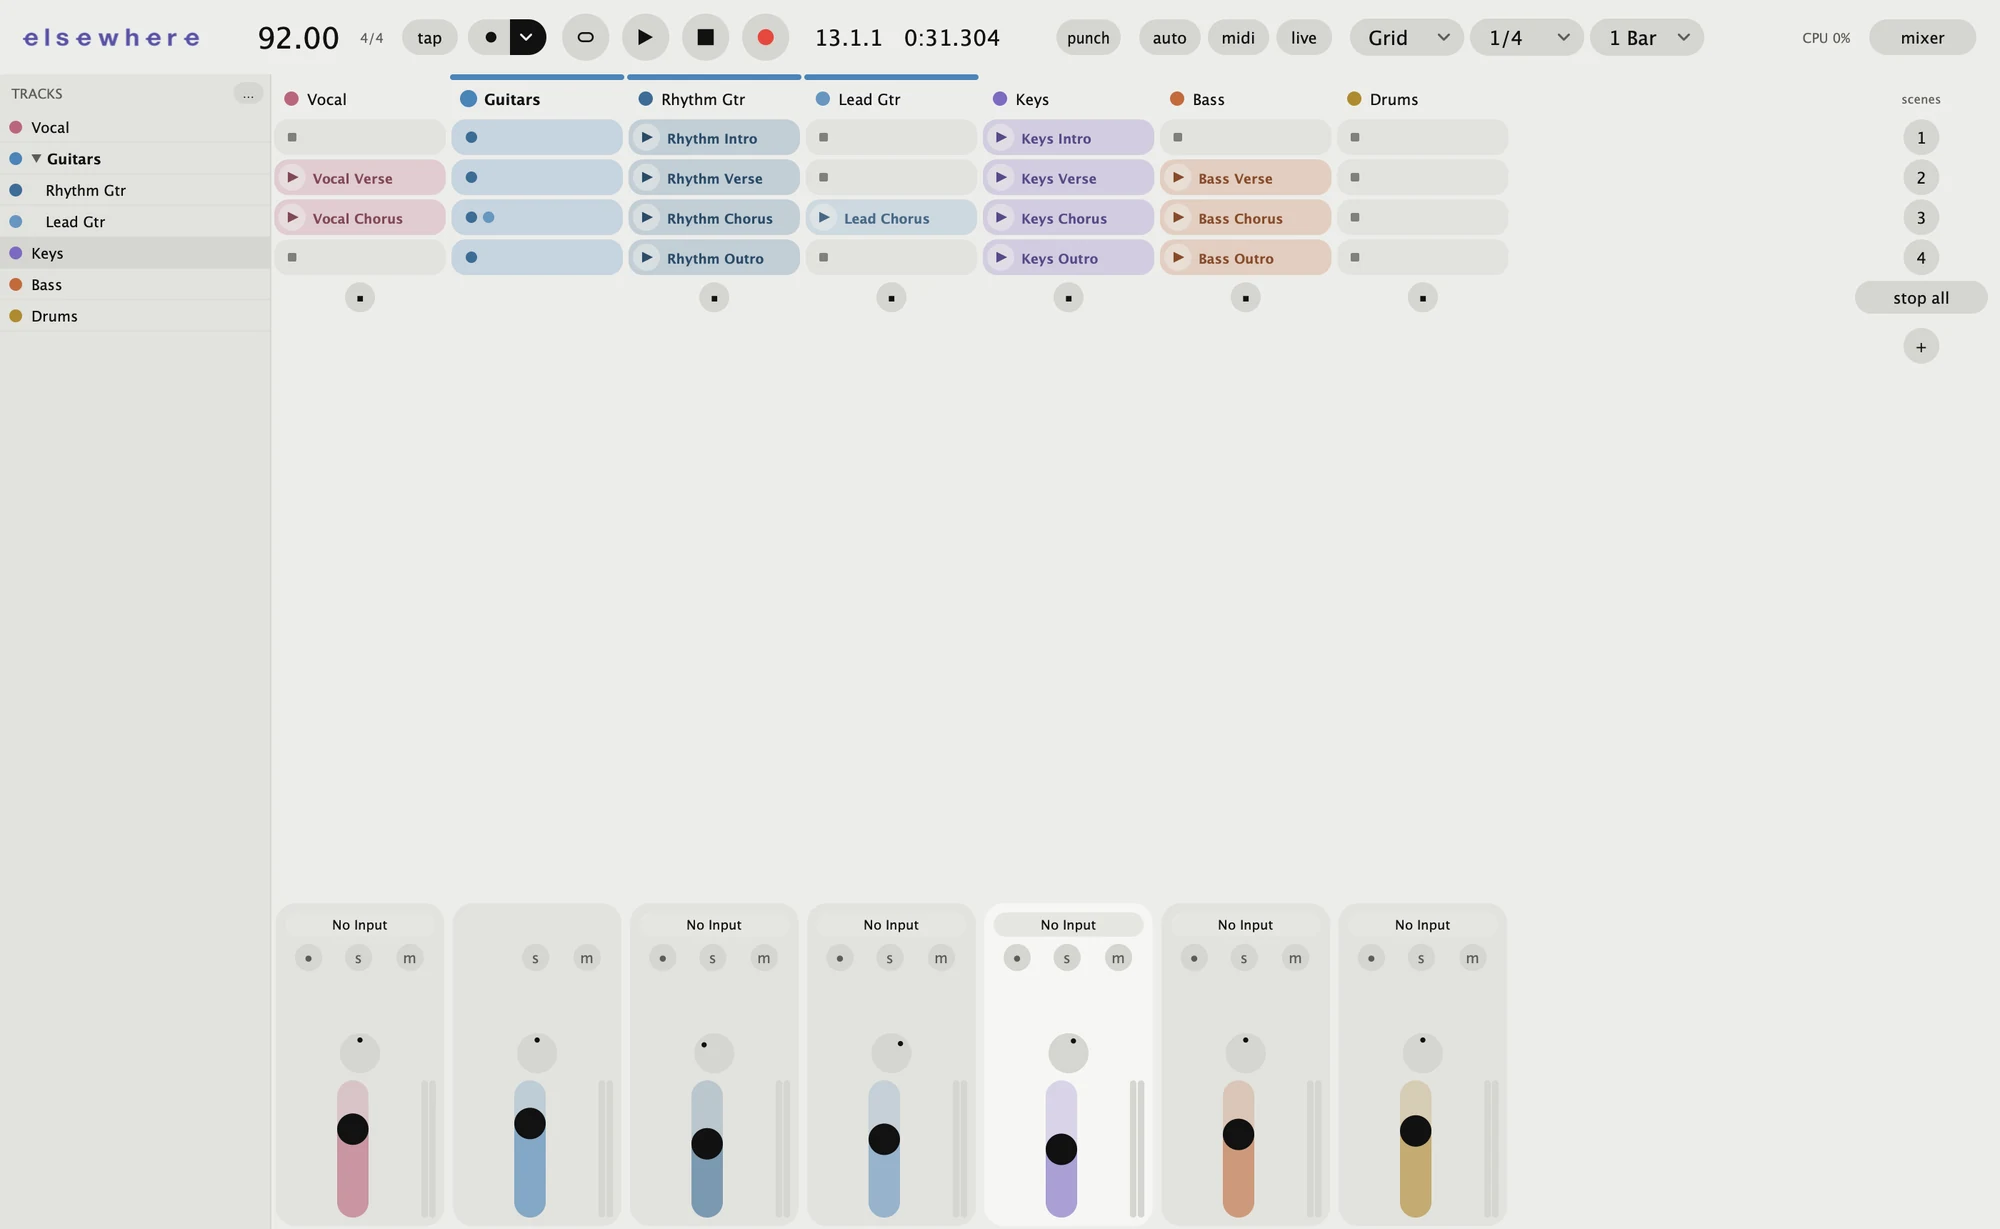 elsewhere 92.00 4/4 tap 13.1.1 0:31.304 punch auto midi live Grid 1/4 1 Bar CPU 0% mixer
TRACKS ...
Vocal
Guitars
Rhythm Gtr
Lead Gtr
Keys
Bass
Drums
Vocal Guitars Rhythm Gtr Lead Gtr Keys Bass Drums scenes
Rhythm Intro Keys Intro 1
Vocal Verse Rhythm Verse Keys Verse Bass Verse 2
Vocal Chorus Rhythm Chorus Lead Chorus Keys Chorus Bass Chorus 3
Rhythm Outro Keys Outro Bass Outro 4
stop all
+
No Input No Input No Input No Input No Input No Input
s m s m s m s m s m s m s m